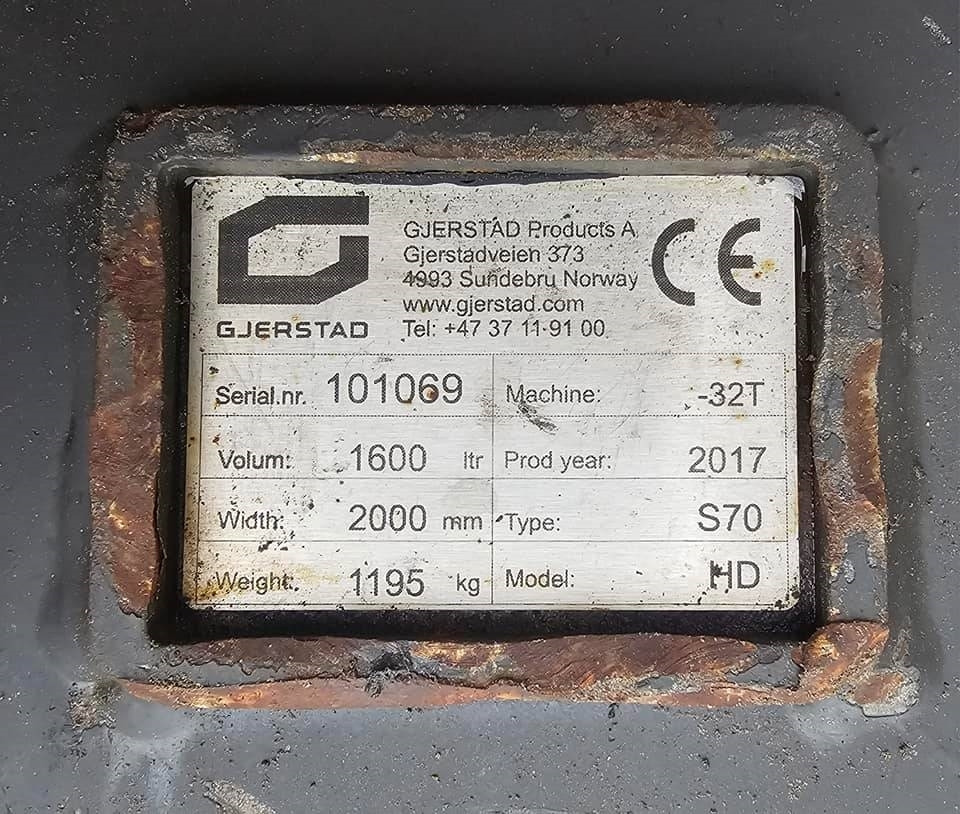 GJERSTAD
GJERSTAD Products A
Gjerstadveien 373
4993 Sundebru Norway
www.gjerstad.com
Tel: +47 37 11 91 00
CE
Serial.nr. 101069
Machine: -32T
Volum: 1600 ltr
Prod year: 2017
Width: 2000 mm
Type: S70
Weight: 1195 kg
Model: HD